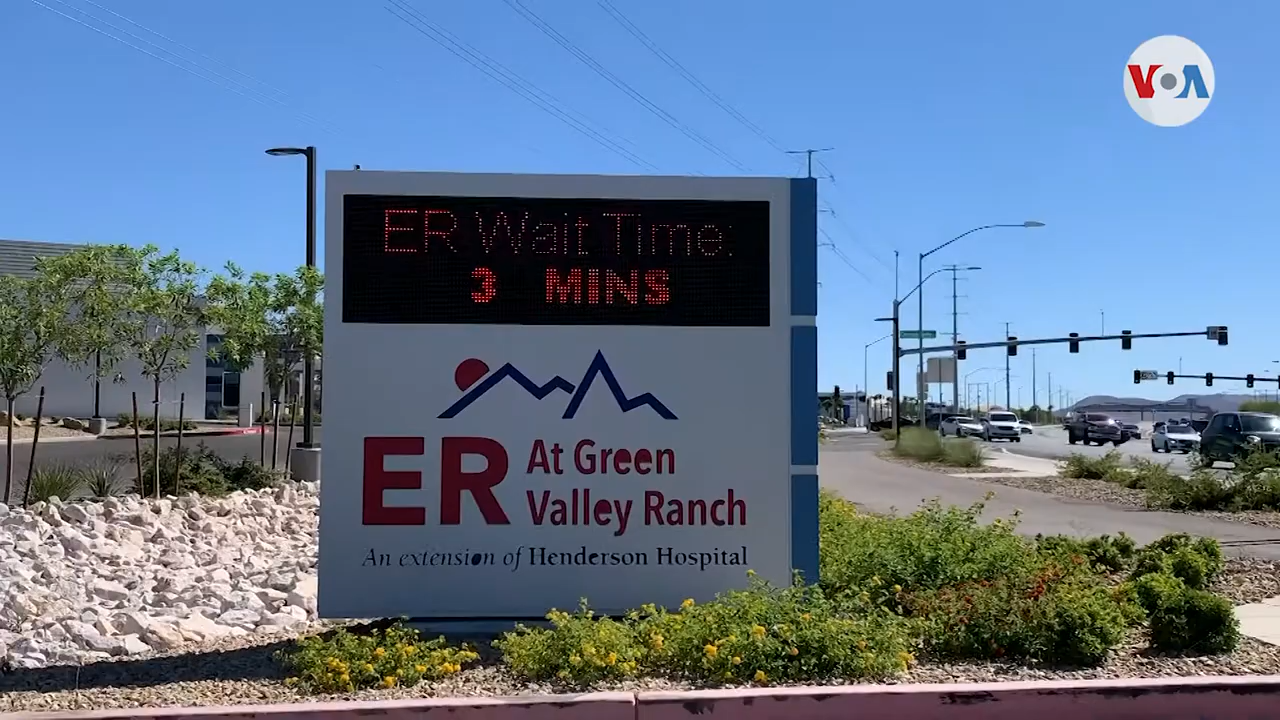 VOA
ER Wait Time:
3 MINS
ER At Green
Valley Ranch
An extension of Henderson Hospital